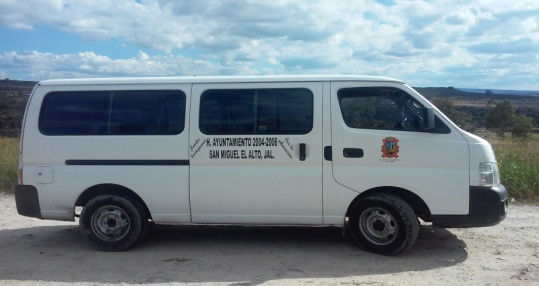 H. AYUNTAMIENTO 2004-2006
SAN MIGUEL EL ALTO, JAL.